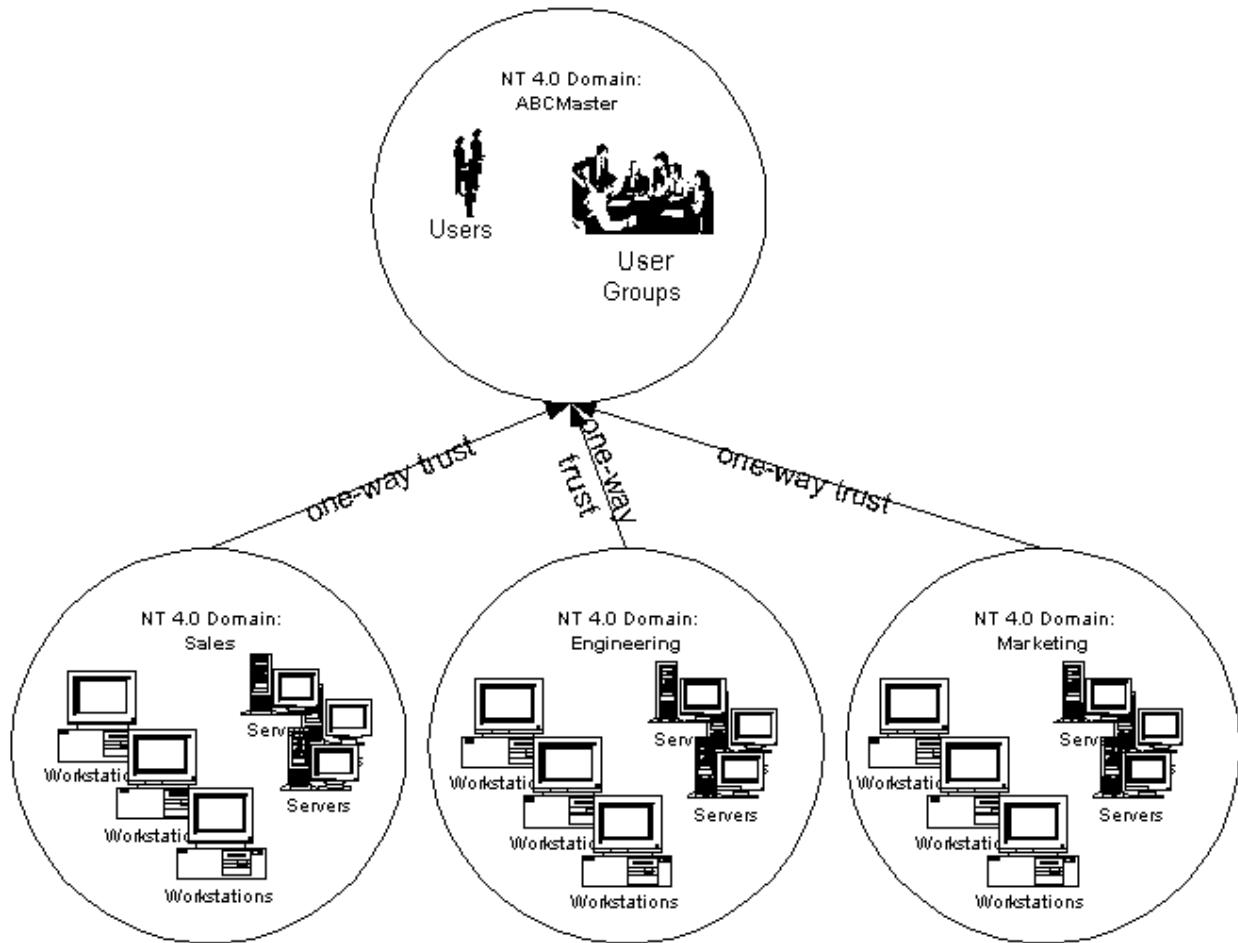 NT 4.0 Domain:
ABCMaster
Users
User
Groups
one-way trust
one-way
trust
one-way trust
NT 4.0 Domain:
Sales
Servers
Workstations
Workstations
Workstations
NT 4.0 Domain:
Engineering
Servers
Workstations
NT 4.0 Domain:
Marketing
Servers
Workstations